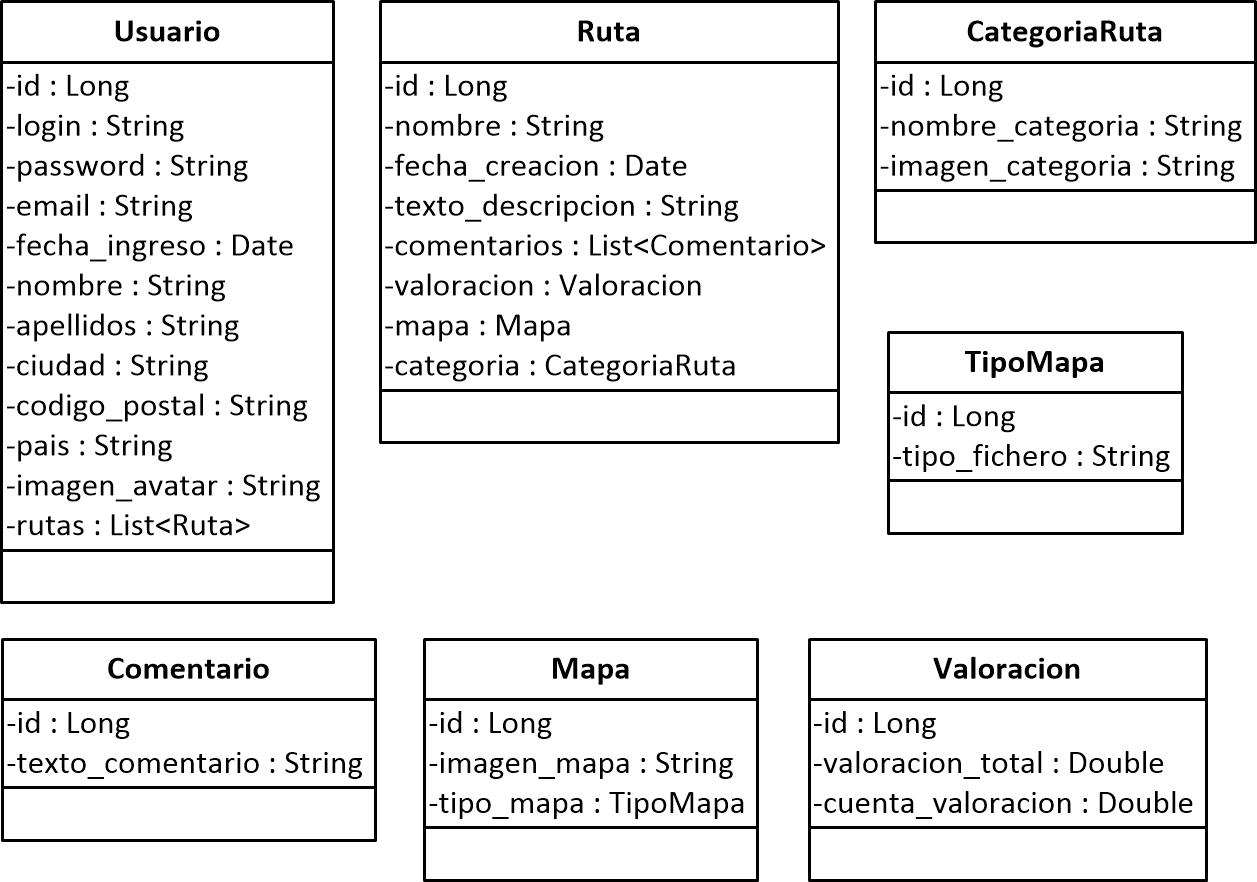 Usuario
-id : Long
-login : String
-password : String
-email : String
-fecha_ingreso : Date
-nombre : String
-apellidos : String
-ciudad : String
-codigo_postal : String
-pais : String
-imagen_avatar : String
-rutas : List<Ruta>
Ruta
-id : Long
-nombre : String
-fecha_creacion : Date
-texto_descripcion : String
-comentarios : List<Comentario>
-valoracion : Valoracion
-mapa : Mapa
-categoria : CategoriaRuta
CategoriaRuta
-id : Long
-nombre_categoria : String
-imagen_categoria : String
TipoMapa
-id : Long
-tipo_fichero : String
Comentario
-id : Long
-texto_comentario : String
Mapa
-id : Long
-imagen_mapa : String
-tipo_mapa : TipoMapa
Valoracion
-id : Long
-valoracion_total : Double
-cuenta_valoracion : Double